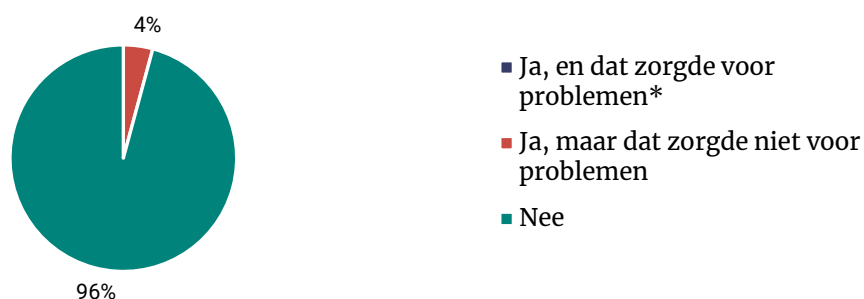 4%
96%
Ja, en dat zorgde voor
problemen*
Ja, maar dat zorgde niet voor
problemen
Nee